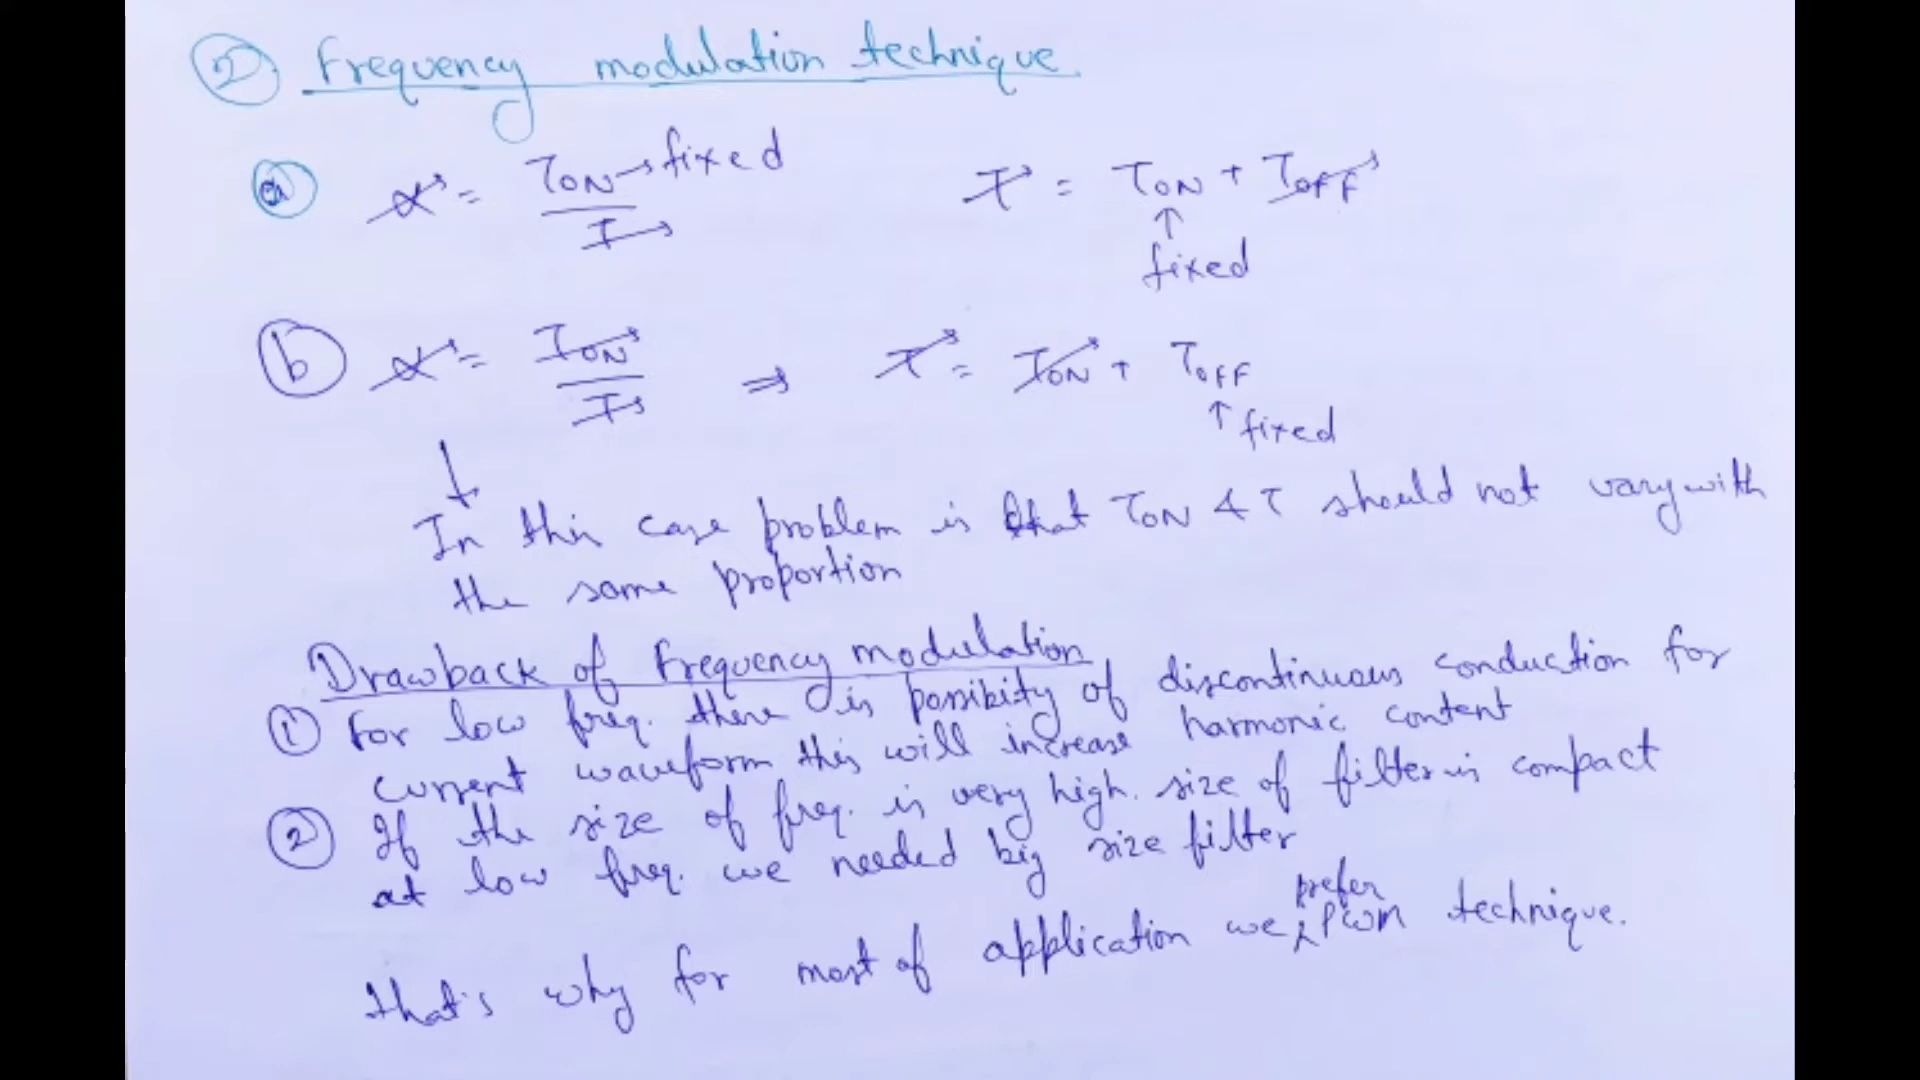 ② Frequency modulation technique
ⓐ α = TON → fixed / T    T = TON + TOFF
↑
fixed
ⓑ α = TON / T ⇒ T = TON + TOFF
↑ fixed
↓
In this case problem is that TON & T should not vary with
the same proportion
Drawback of Frequency modulation
① For low freq. there is possibity of discontinuous conduction for
current waveform this will increase harmonic content
② If the size of freq. is very high. size of filter is compact
at low freq. we needed big size filter
that's why for most of application we prefer PWM technique.